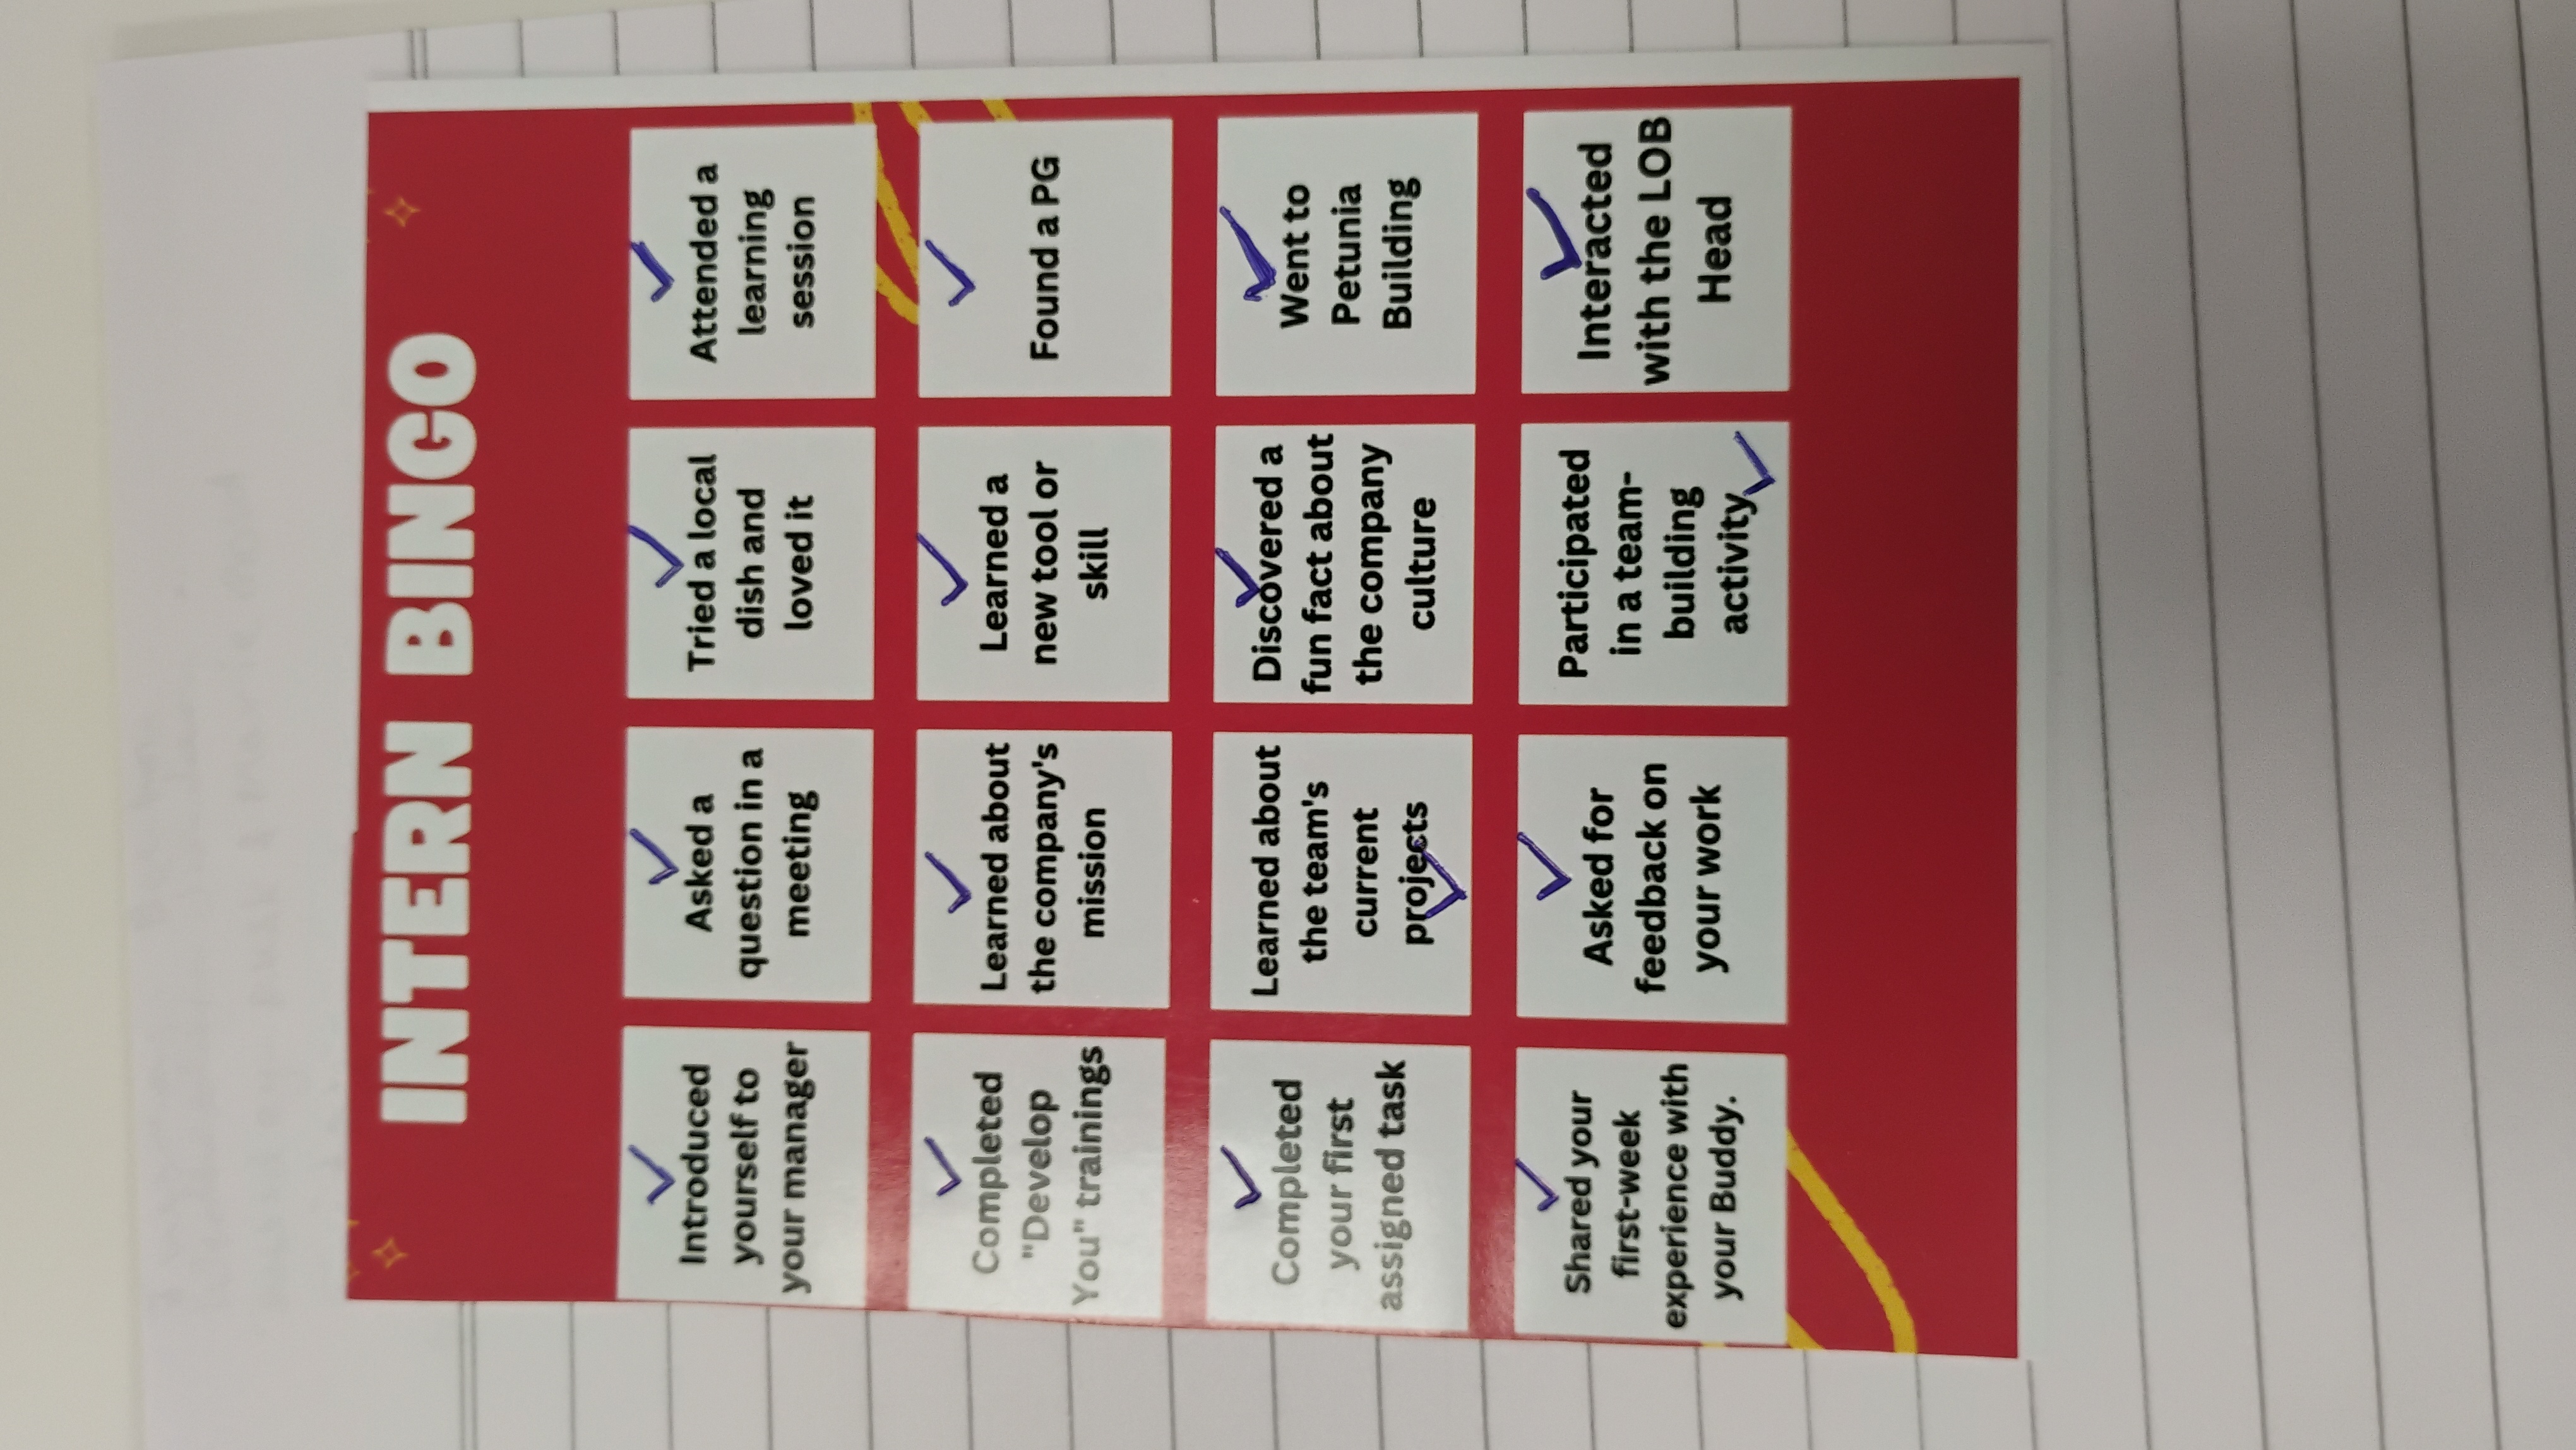 INTERN BINGO
Introduced
yourself to
your manager
Asked a
question in a
meeting
Tried a local
dish and
loved it
Attended a
learning
session
Completed
"Develop
You" trainings
Learned about
the company's
mission
Learned a
new tool or
skill
Found a PG
Completed
your first
assigned task
Learned about
the team's
current
projects
Discovered a
fun fact about
the company
culture
Went to
Petunia
Building
Shared your
first-week
experience with
your Buddy.
Asked for
feedback on
your work
Participated
in a team-
building
activity
Interacted
with the LOB
Head